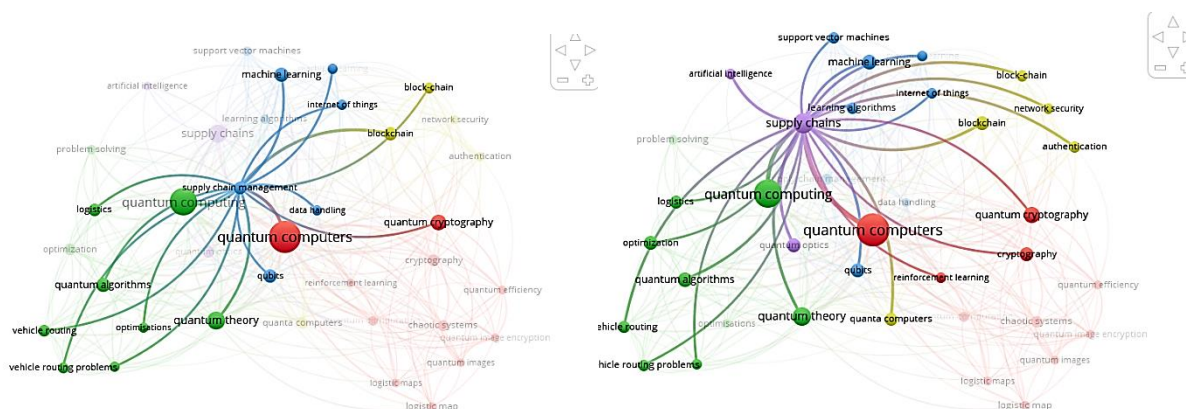 support vector machines
machine learning
artificial intelligence
block-chain
internet of things
learning algorithms
network security
supply chains
blockchain
problem solving
authentication
supply chain management
quantum computing
logistics
data handling
quantum cryptography
quantum computers
optimization
cryptography
qubits
reinforcement learning
quantum algorithms
quantum efficiency
quantum theory
quanta computers
vehicle routing
optimisations
chaotic systems
quantum image encryption
quantum images
vehicle routing problems
logistic maps
logistic map
support vector machines
machine learning
artificial intelligence
block-chain
internet of things
learning algorithms
network security
supply chains
blockchain
problem solving
authentication
quantum computing
logistics
data handling
quantum cryptography
quantum computers
optimization
quantum optics
cryptography
qubits
reinforcement learning
quantum algorithms
quantum efficiency
quantum theory
quanta computers
ehicle routing
optimisations
chaotic systems
quantum image encryption
quantum images
vehicle routing problems
logistic maps
logistic map